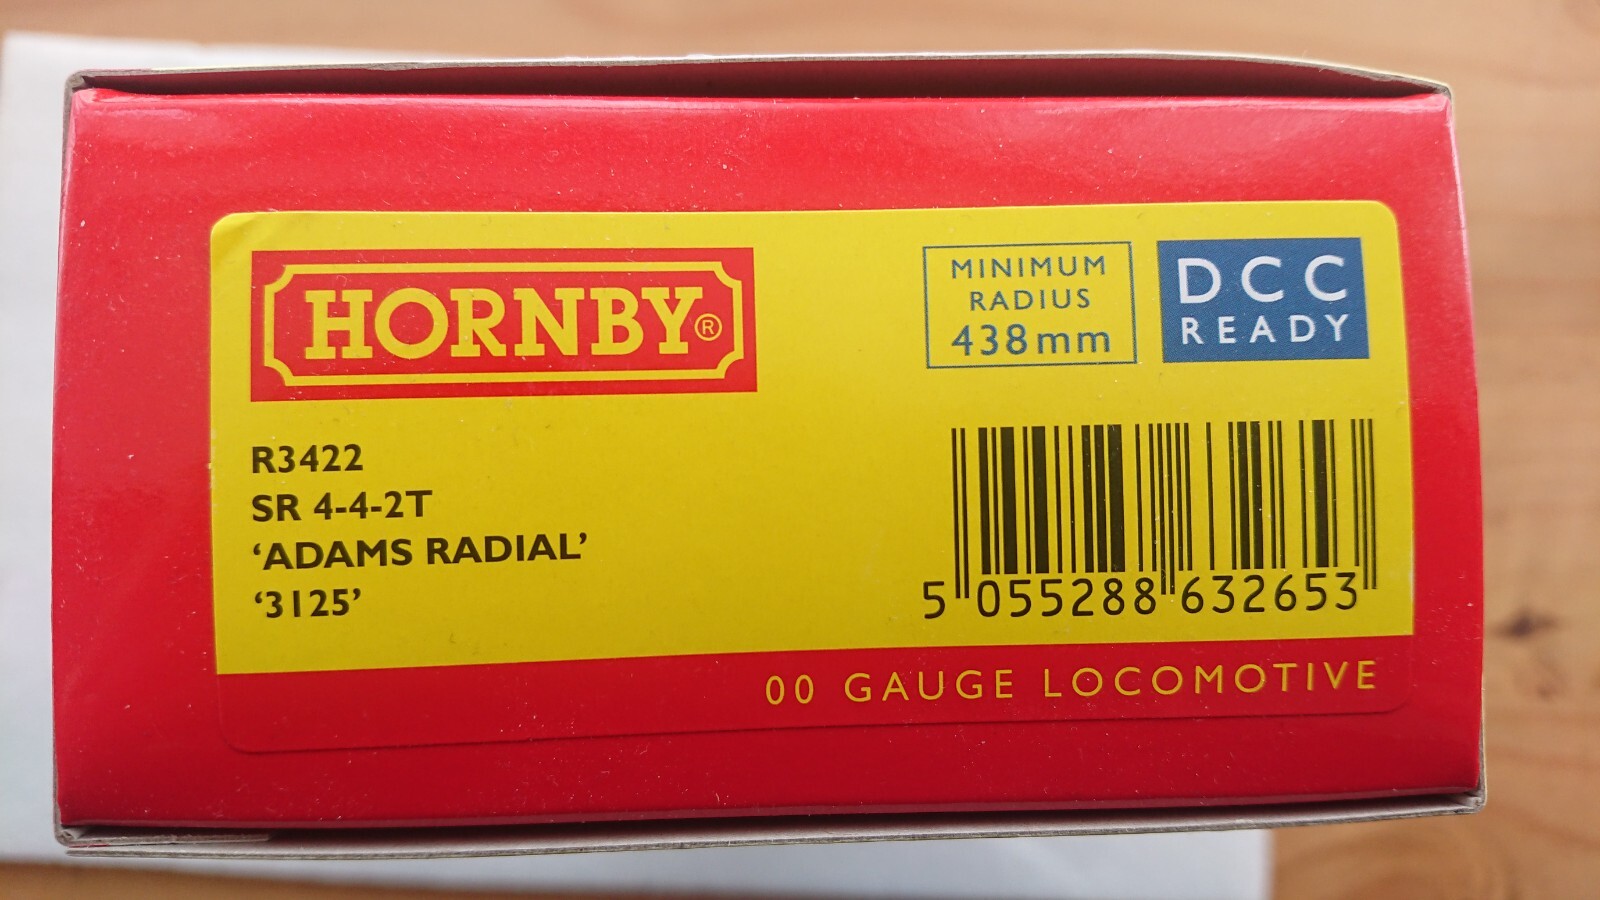 HORNBY®
MINIMUM
RADIUS
438mm
DCC
READY
R3422
SR 4-4-2T
‘ADAMS RADIAL’
‘3125’
5 055288 632653
00 GAUGE LOCOMOTIVE